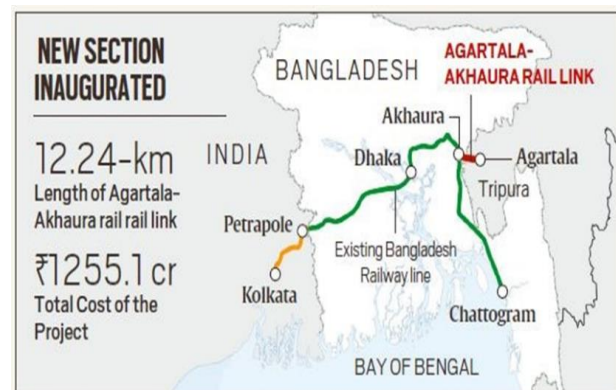 NEW SECTION
INAUGURATED
12.24-km
Length of Agartala-
Akhaura rail rail link
₹1255.1 cr
Total Cost of the
Project
BANGLADESH
AGARTALA-
AKHAURA RAIL LINK
Akhaura
INDIA
Dhaka
Agartala
Tripura
Petrapole
Existing Bangladesh
Railway line
Kolkata
Chattogram
BAY OF BENGAL